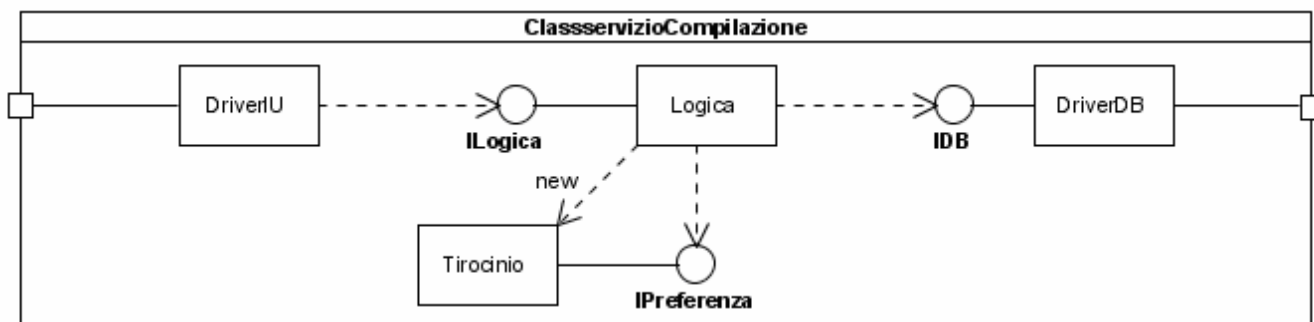 ClassservizioCompilazione
DriverIU
Logica
DriverDB
ILogica
IDB
new
Tirocinio
IPreferenza